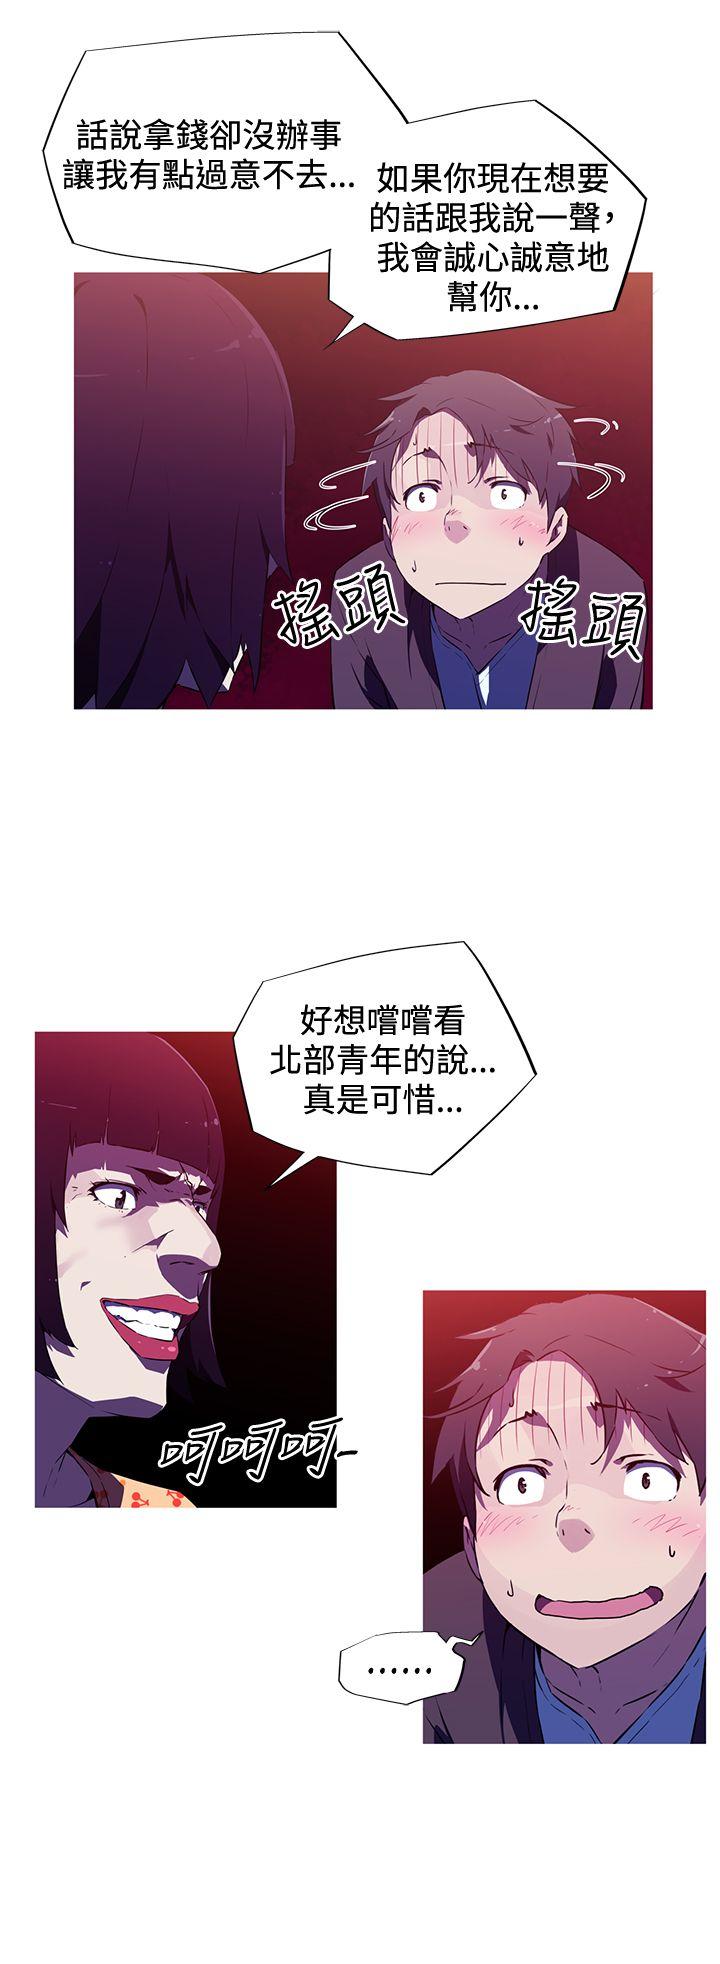 話說拿錢卻沒辦事
讓我有點過意不去...
如果你現在想要
的話跟我說一聲，
我會誠心誠意地
幫你...
搖頭
搖頭
好想嚐嚐看
北部青年的說...
真是可惜...
呵呵呵~
......